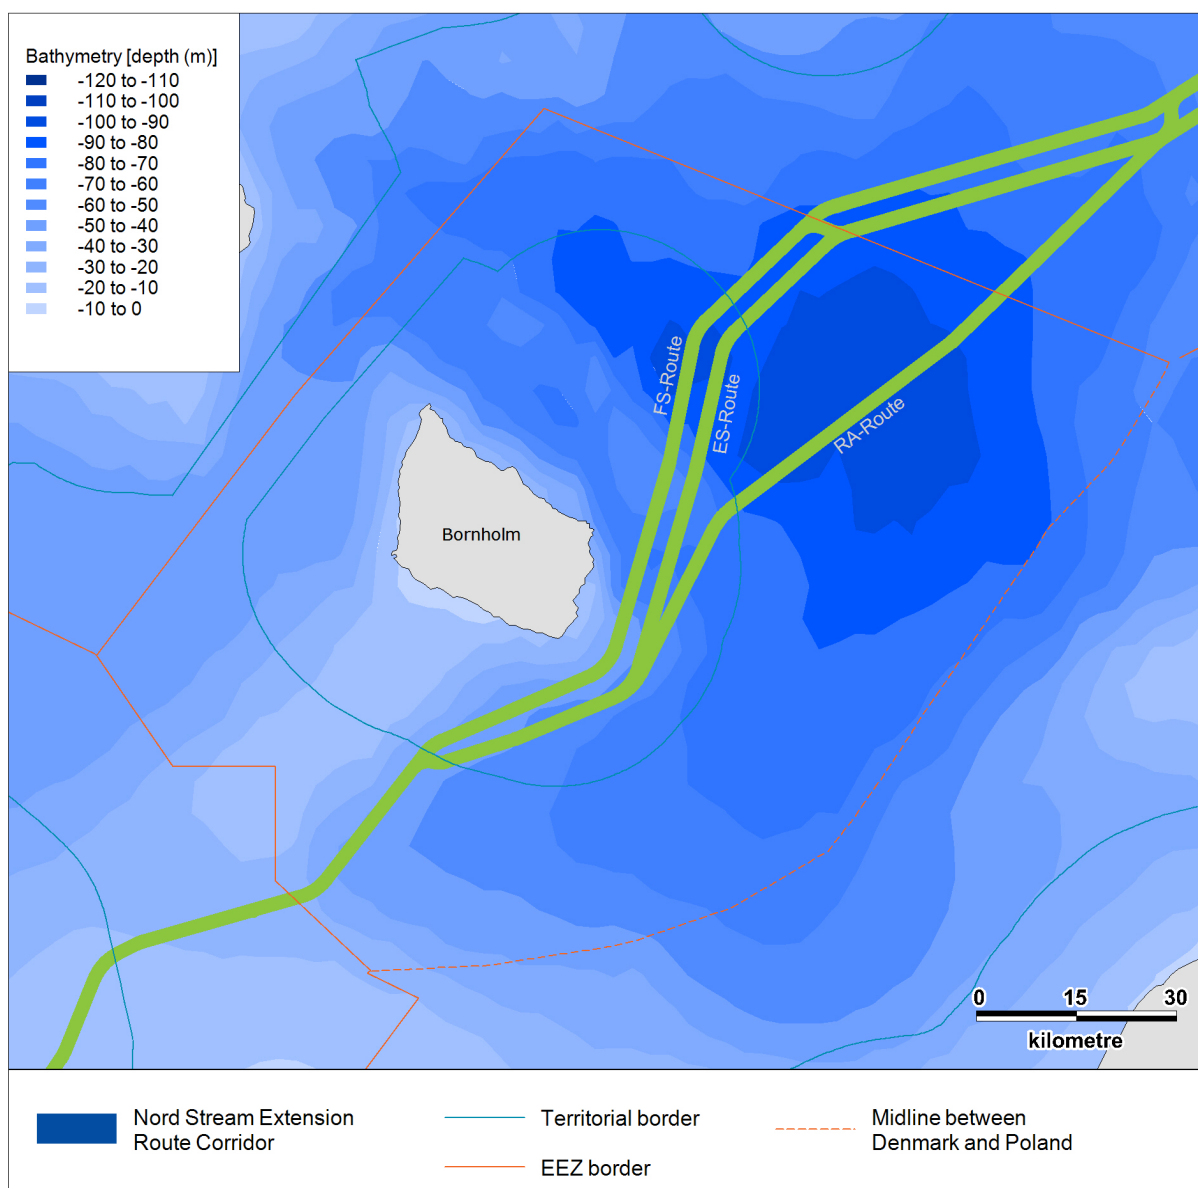 Bathymetry [depth (m)]
-120 to -110
-110 to -100
-100 to -90
-90 to -80
-80 to -70
-70 to -60
-60 to -50
-50 to -40
-40 to -30
-30 to -20
-20 to -10
-10 to 0
FS-Route
ES-Route
RA-Route
Bornholm
0 15 30
kilometre
Nord Stream Extension
Route Corridor
Territorial border
EEZ border
Midline between
Denmark and Poland